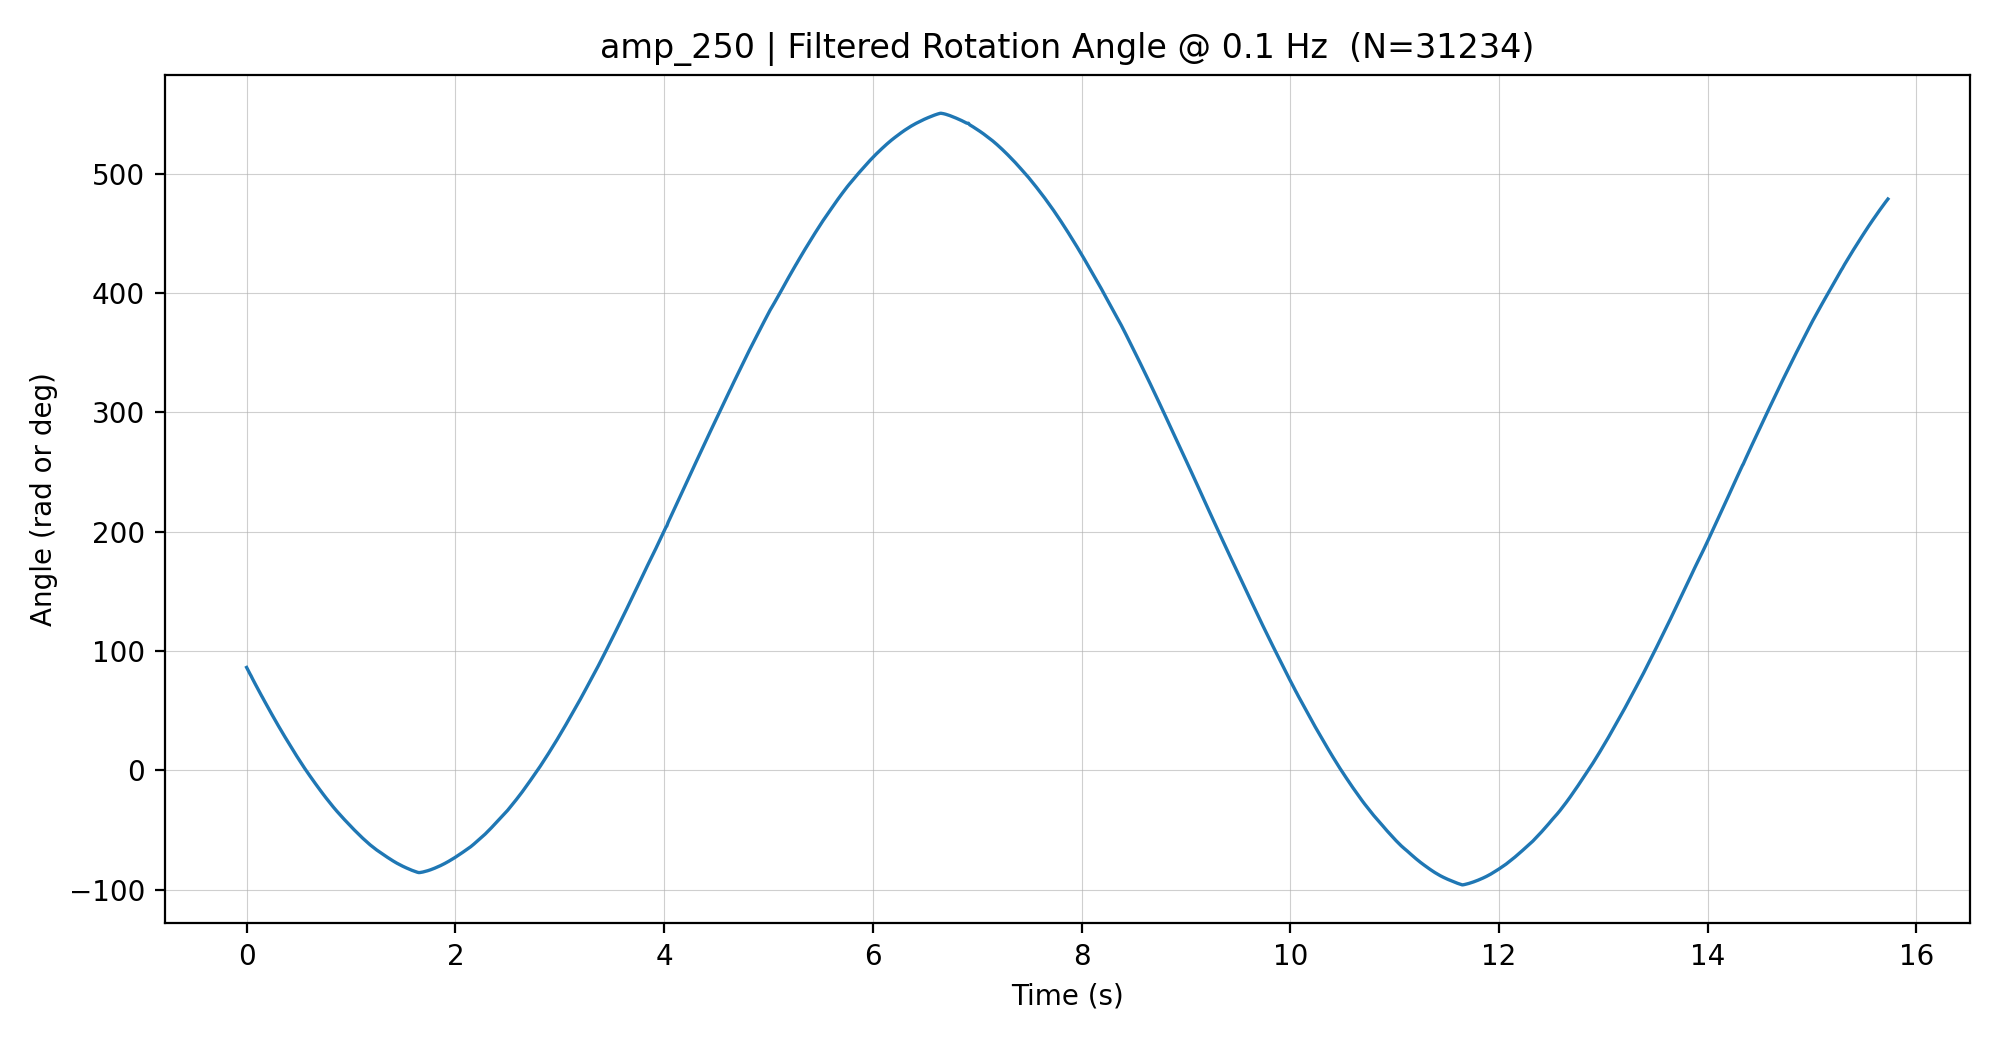 amp_250 | Filtered Rotation Angle @ 0.1 Hz  (N=31234)
Angle (rad or deg)
500
400
300
200
100
0
−100
0 2 4 6 8 10 12 14 16
Time (s)